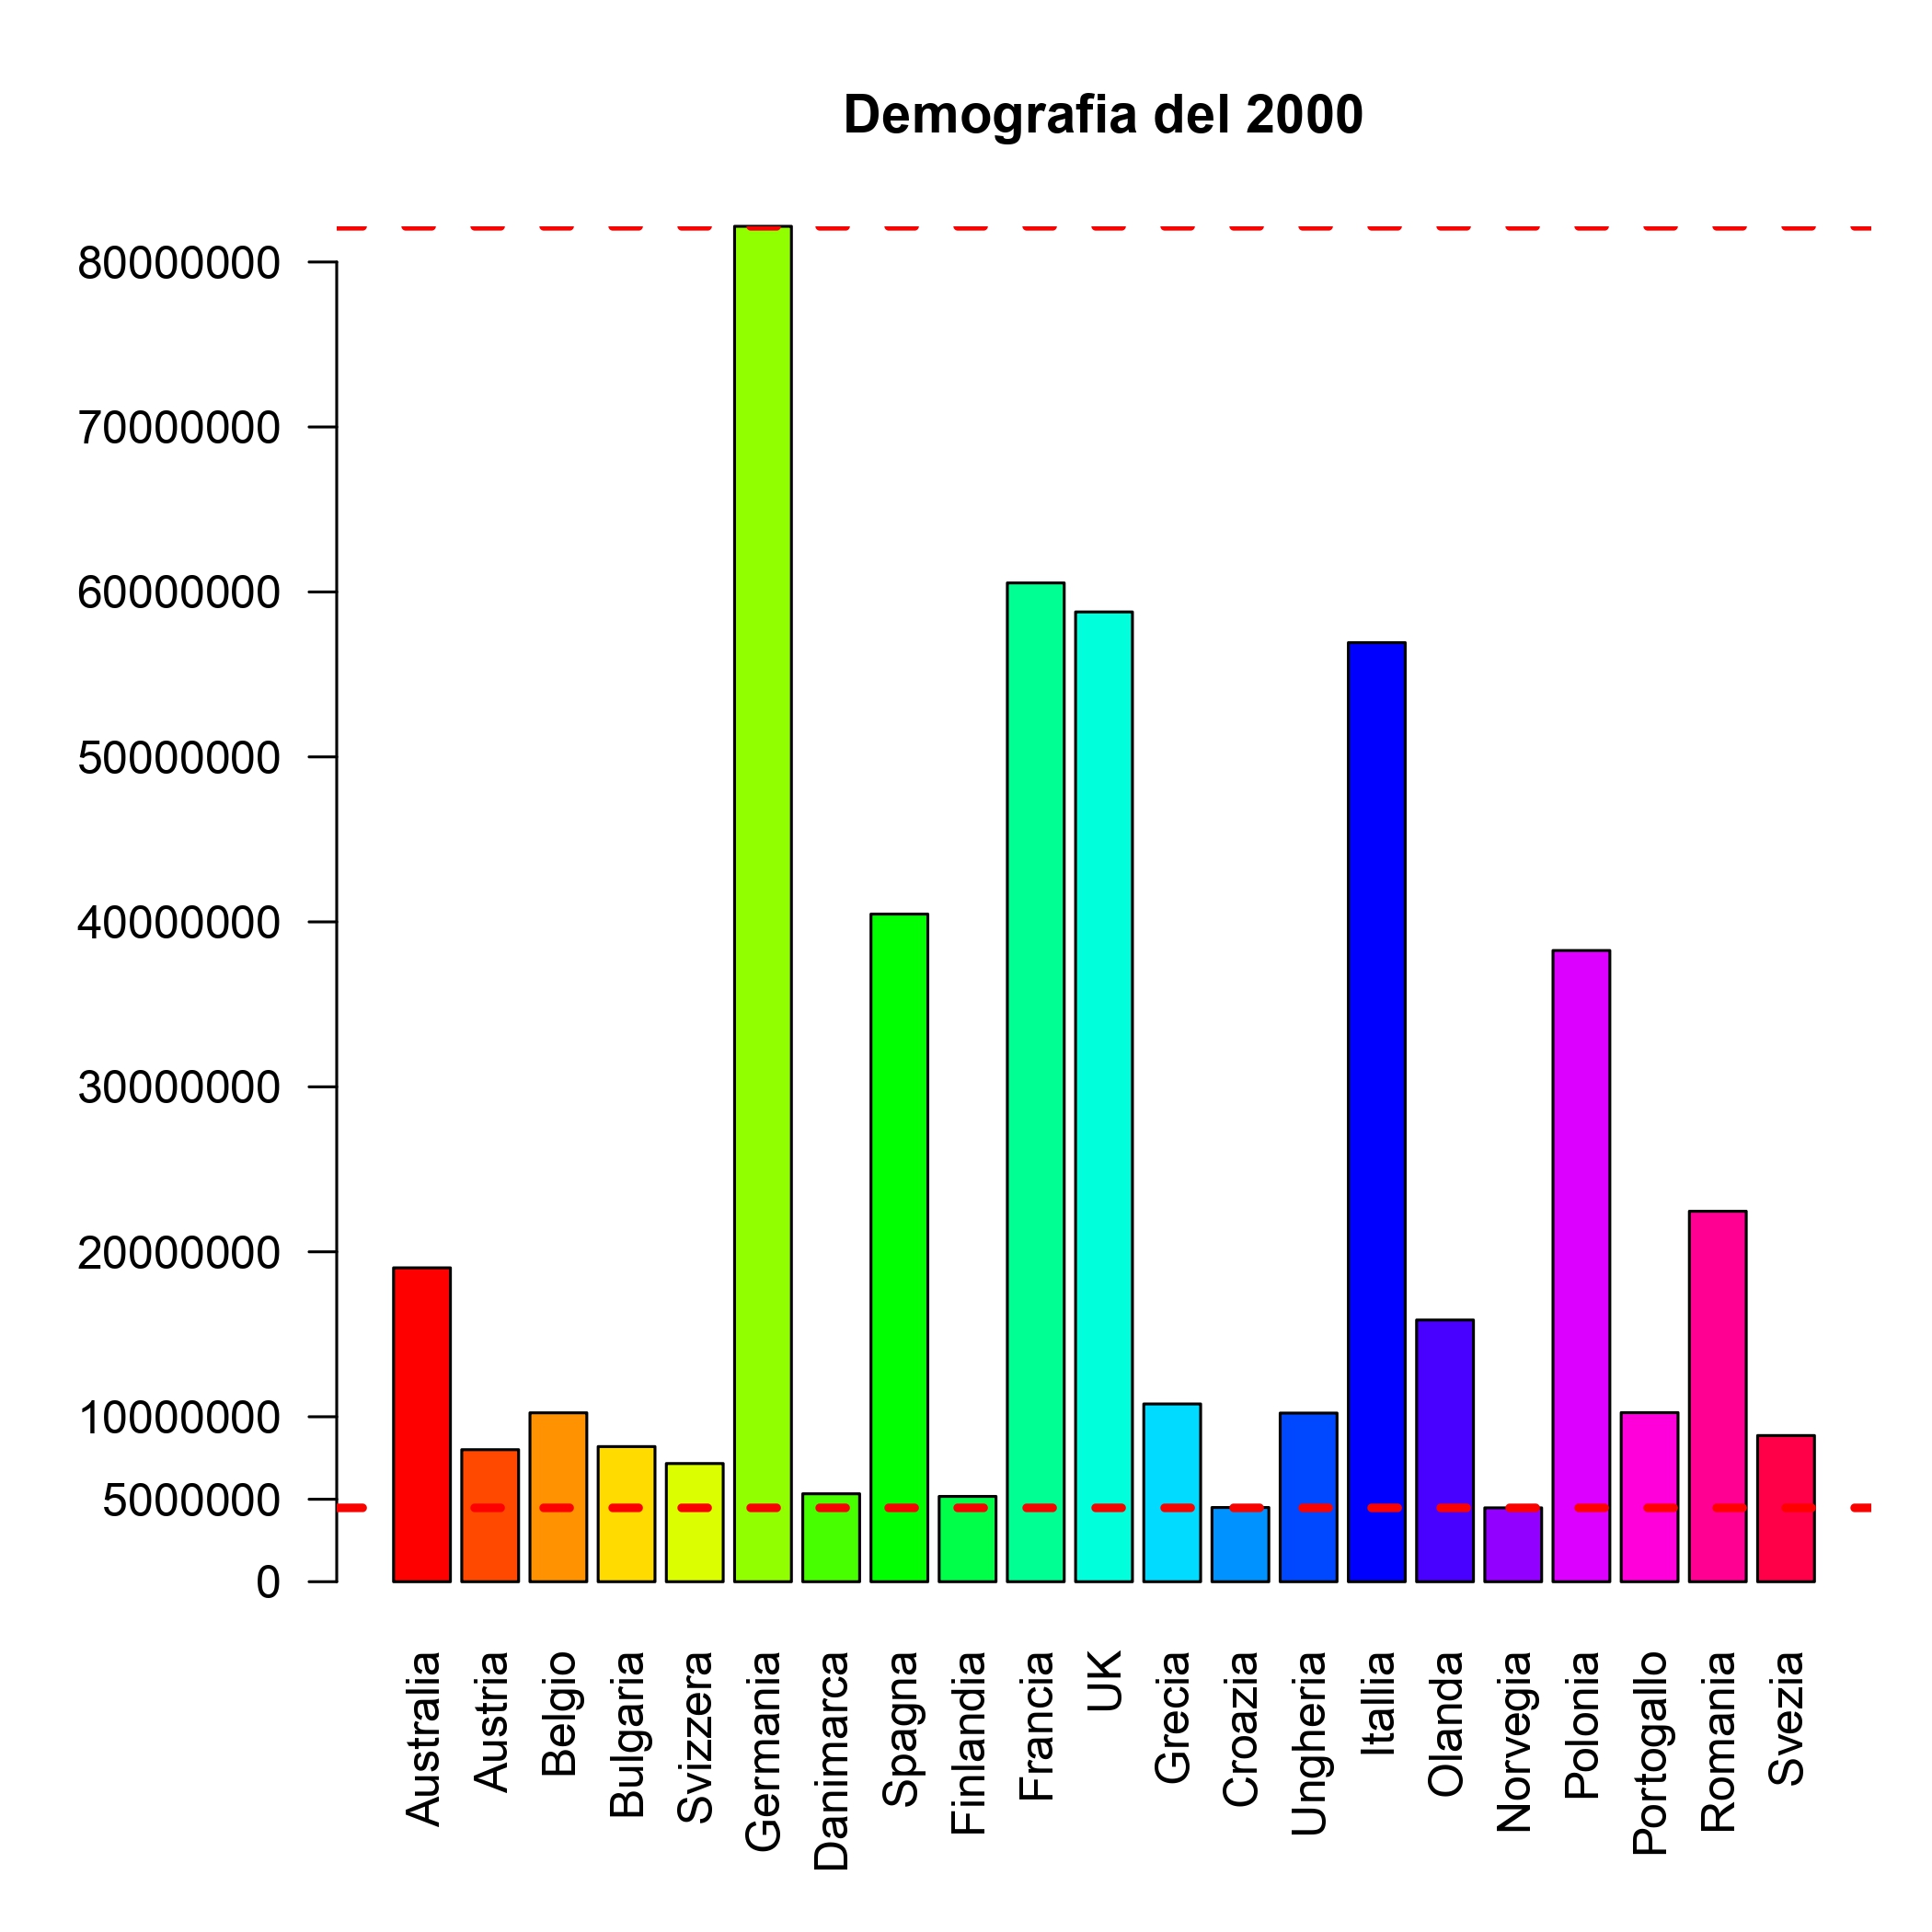 Demografia del 2000
80000000
70000000
60000000
50000000
40000000
30000000
20000000
10000000
5000000
0
Australia
Austria
Belgio
Bulgaria
Svizzera
Germania
Danimarca
Spagna
Finlandia
Francia
UK
Grecia
Croazia
Ungheria
Itallia
Olanda
Norvegia
Polonia
Portogallo
Romania
Svezia